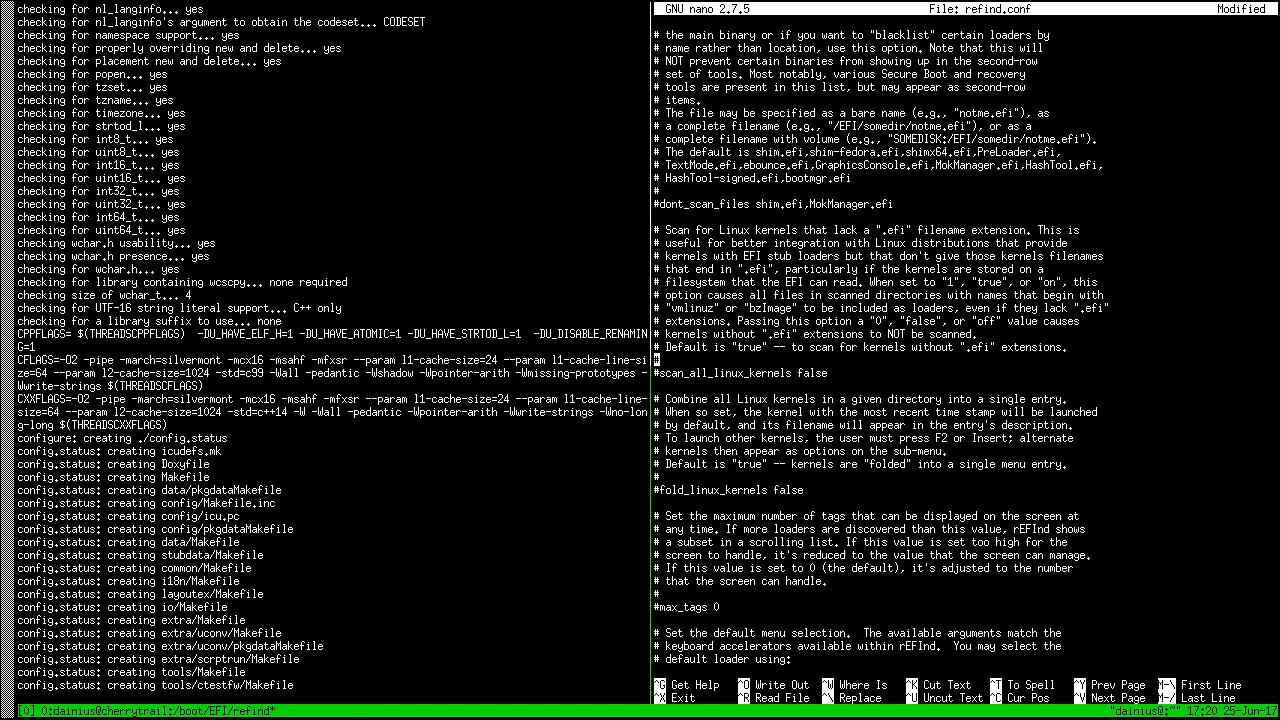 checking for nl_langinfo... yes
checking for nl_langinfo's argument to obtain the codeset... CODESET
checking for namespace support... yes
checking for properly overriding new and delete... yes
checking for placement new and delete... yes
checking for popen... yes
checking for tzset... yes
checking for tzname... yes
checking for timezone... yes
checking for strtod_l... yes
checking for int8_t... yes
checking for uint8_t... yes
checking for int16_t... yes
checking for uint16_t... yes
checking for int32_t... yes
checking for uint32_t... yes
checking for int64_t... yes
checking for uint64_t... yes
checking wchar.h usability... yes
checking wchar.h presence... yes
checking for wchar.h... yes
checking for library containing wcscpy... none required
checking size of wchar_t... 4
checking for UTF-16 string literal support... C++ only
checking for a library suffix to use... none
CPPFLAGS= $(THREADSCPPFLAGS)  -DU_HAVE_ELF_H=1 -DU_HAVE_ATOMIC=1 -DU_HAVE_STRTOD_L=1  -DU_DISABLE_RENAMIN
G=1
CFLAGS=-O2 -pipe -march=silvermont -mcx16 -msahf -mfxsr --param l1-cache-size=24 --param l1-cache-line-si
ze=64 --param l2-cache-size=1024 -std=c99 -Wall -pedantic -Wshadow -Wpointer-arith -Wmissing-prototypes -
Wwrite-strings $(THREADSCFLAGS)
CXXFLAGS=-O2 -pipe -march=silvermont -mcx16 -msahf -mfxsr --param l1-cache-size=24 --param l1-cache-line-
size=64 --param l2-cache-size=1024 -std=c++14 -W -Wall -pedantic -Wpointer-arith -Wwrite-strings -Wno-lon
g-long $(THREADSCXXFLAGS)
configure: creating ./config.status
config.status: creating icudefs.mk
config.status: creating Doxyfile
config.status: creating Makefile
config.status: creating data/pkgdataMakefile
config.status: creating config/Makefile.inc
config.status: creating config/icu.pc
config.status: creating config/pkgdataMakefile
config.status: creating data/Makefile
config.status: creating stubdata/Makefile
config.status: creating common/Makefile
config.status: creating i18n/Makefile
config.status: creating layoutex/Makefile
config.status: creating io/Makefile
config.status: creating extra/Makefile
config.status: creating extra/uconv/Makefile
config.status: creating extra/uconv/pkgdataMakefile
config.status: creating extra/scrptrun/Makefile
config.status: creating tools/Makefile
config.status: creating tools/ctestfw/Makefile
GNU nano 2.7.5 File: refind.conf Modified
# the main binary or if you want to "blacklist" certain loaders by
# name rather than location, use this option. Note that this will
# NOT prevent certain binaries from showing up in the second-row
# set of tools. Most notably, various Secure Boot and recovery
# tools are present in this list, but may appear as second-row
# items.
# The file may be specified as a bare name (e.g., "notme.efi"), as
# a complete filename (e.g., "/EFI/somedir/notme.efi"), or as a
# complete filename with volume (e.g., "SOMEDISK:/EFI/somedir/notme.efi").
# The default is shim.efi,shim-fedora.efi,shimx64.efi,PreLoader.efi,
# TextMode.efi,ebounce.efi,GraphicsConsole.efi,MokManager.efi,HashTool.efi,
# HashTool-signed.efi,bootmgr.efi
#
#dont_scan_files shim.efi,MokManager.efi
# Scan for Linux kernels that lack a ".efi" filename extension. This is
# useful for better integration with Linux distributions that provide
# kernels with EFI stub loaders but that don't give those kernels filenames
# that end in ".efi", particularly if the kernels are stored on a
# filesystem that the EFI can read. When set to "1", "true", or "on", this
# option causes all files in scanned directories with names that begin with
# "vmlinuz" or "bzImage" to be included as loaders, even if they lack ".efi"
# extensions. Passing this option a "0", "false", or "off" value causes
# kernels without ".efi" extensions to NOT be scanned.
# Default is "true" -- to scan for kernels without ".efi" extensions.
#
#scan_all_linux_kernels false
# Combine all Linux kernels in a given directory into a single entry.
# When so set, the kernel with the most recent time stamp will be launched
# by default, and its filename will appear in the entry's description.
# To launch other kernels, the user must press F2 or Insert; alternate
# kernels then appear as options on the sub-menu.
# Default is "true" -- kernels are "folded" into a single menu entry.
#
#fold_linux_kernels false
# Set the maximum number of tags that can be displayed on the screen at
# any time. If more loaders are discovered than this value, rEFInd shows
# a subset in a scrolling list. If this value is set too high for the
# screen to handle, it's reduced to the value that the screen can manage.
# If this value is set to 0 (the default), it's adjusted to the number
# that the screen can handle.
#
#max_tags 0
# Set the default menu selection.  The available arguments match the
# keyboard accelerators available within rEFInd.  You may select the
# default loader using:
^G Get Help ^O Write Out ^W Where Is ^K Cut Text ^T To Spell ^Y Prev Page M-\ First Line
^X Exit ^R Read File ^\ Replace ^U Uncut Text ^C Cur Pos ^V Next Page M-/ Last Line
[0] 0:dainius@cherrytrail:/boot/EFI/refind* "dainius@:~" 17:20 25-Jun-17